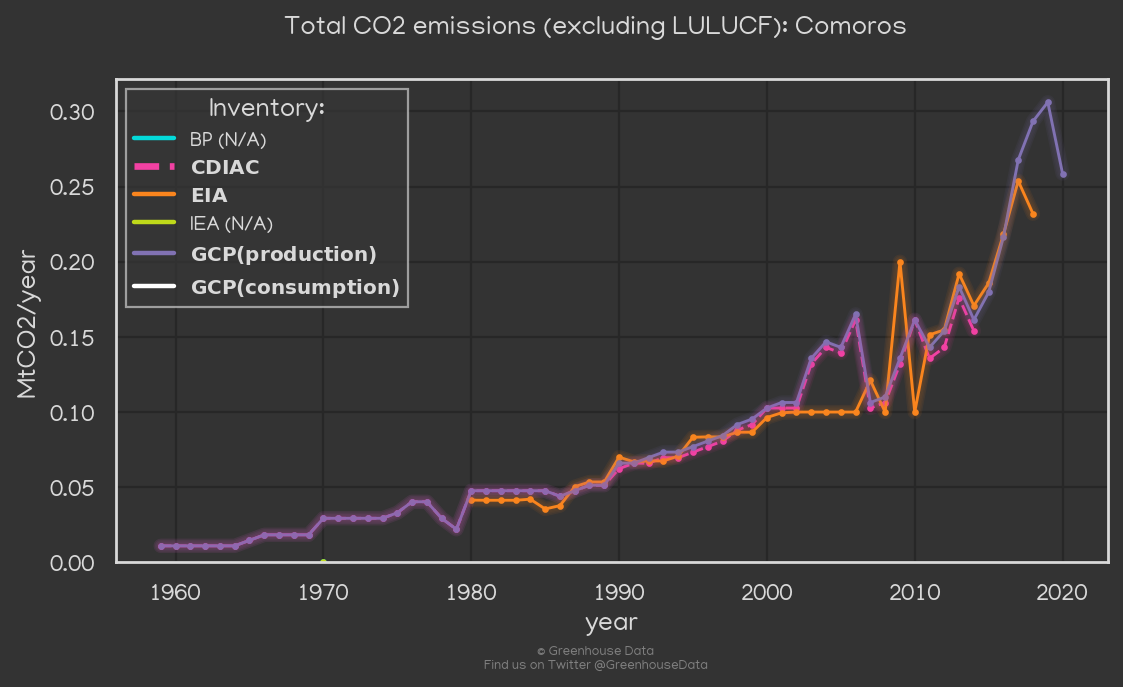 Total CO2 emissions (excluding LULUCF): Comoros
Inventory:
BP (N/A)
CDIAC
EIA
IEA (N/A)
GCP(production)
GCP(consumption)
MtCO2/year
0.30
0.25
0.20
0.15
0.10
0.05
0.00
1960 1970 1980 1990 2000 2010 2020
year
© Greenhouse Data
Find us on Twitter @GreenhouseData